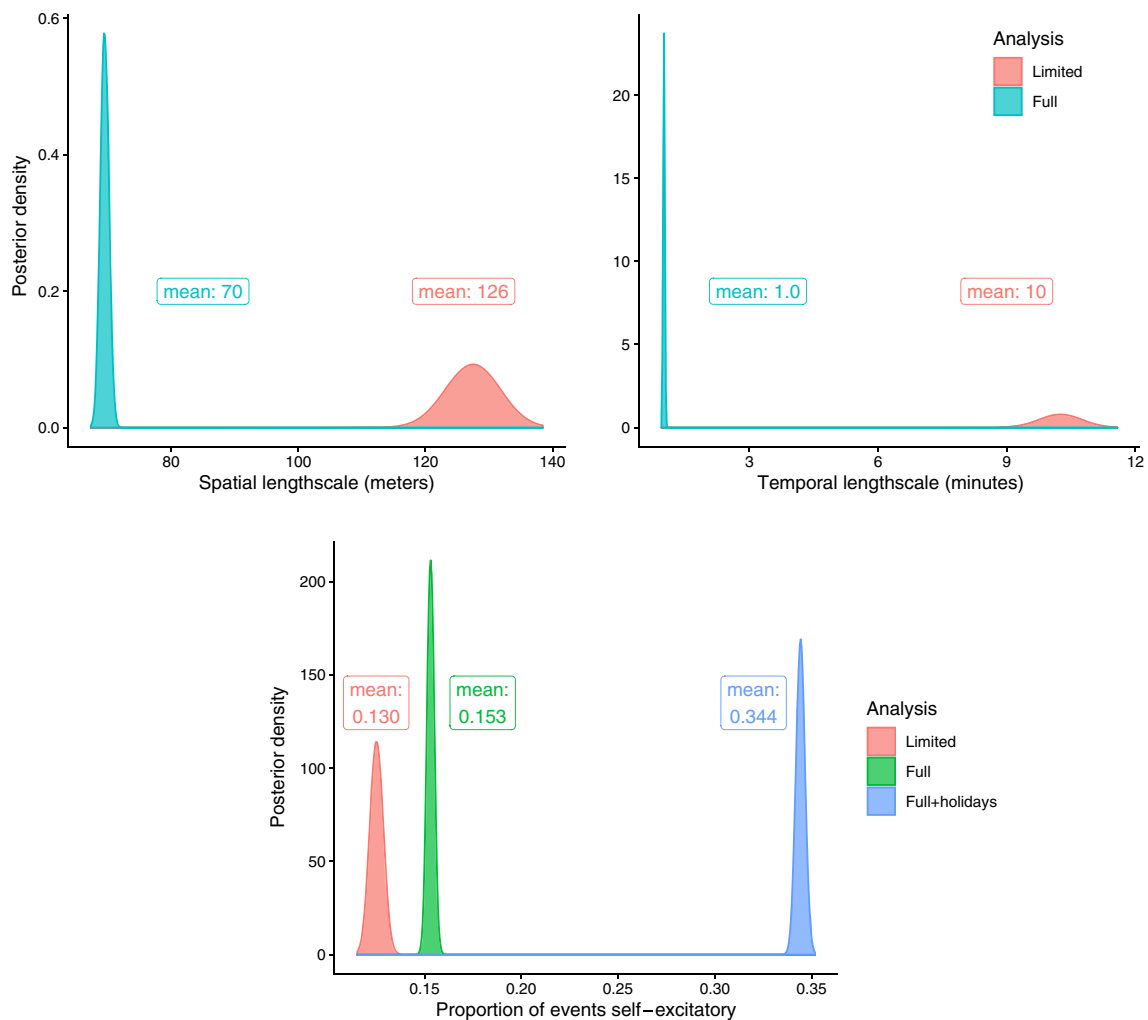 Posterior density
0.6
0.4
0.2
0.0
mean: 70
mean: 126
80
100
120
140
Spatial lengthscale (meters)
20
15
10
5
0
mean: 1.0
mean: 10
3
6
9
12
Temporal lengthscale (minutes)
Analysis
Limited
Full
Posterior density
200
150
100
50
0
mean:
0.130
mean:
0.153
mean:
0.344
0.15
0.20
0.25
0.30
0.35
Proportion of events self−excitatory
Analysis
Limited
Full
Full+holidays